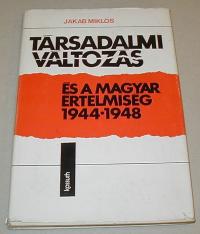 JAKAB MIKLÓS
TÁRSADALMI
VÁLTOZÁS
ÉS A MAGYAR
ÉRTELMISÉG
1944-1948
kossuth